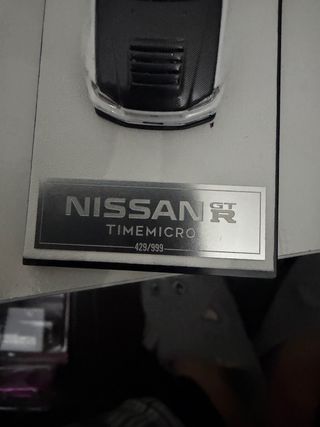 NISSAN GT R
TIMEMICRO
429/999